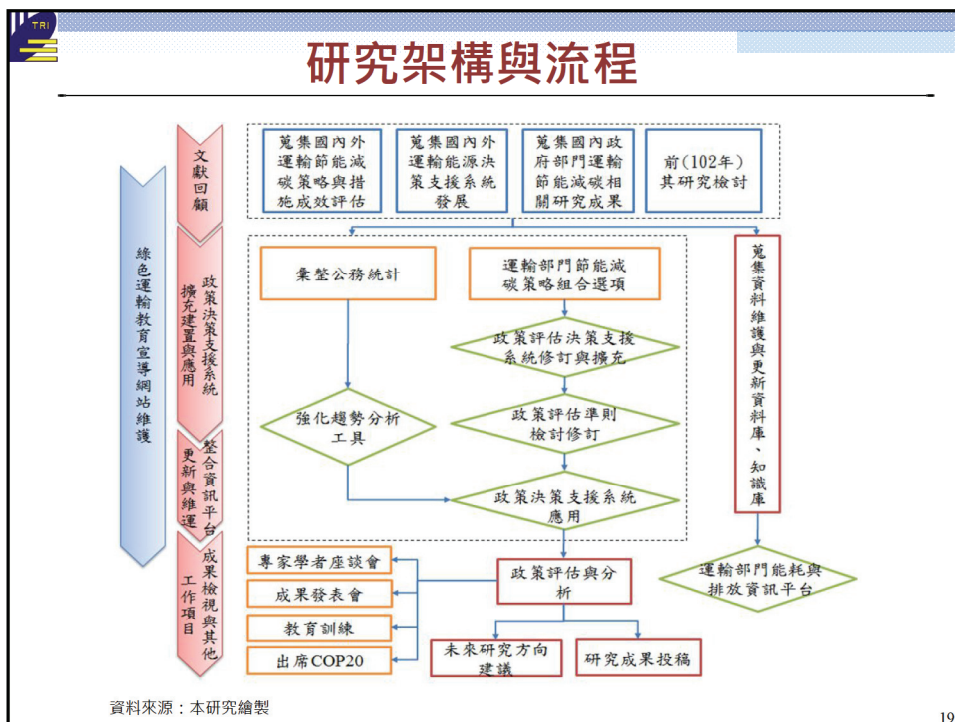 TRI
研究架構與流程
綠色運輸教育宣導網站維護
文獻回顧
政策決策支援系統
擴充建置與應用
整合資訊平台
更新與維運
成果檢視與其他
工作項目
蒐集國內外
運輸節能減
碳策略與措
施成效評估
蒐集國內外
運輸能源決
策支援系統
發展
蒐集國內政
府部門運輸
節能減碳相
關研究成果
前(102年)
其研究檢討
彙整公務統計
運輸部門節能減
碳策略組合選項
政策評估決策支援
系統修訂與擴充
強化趨勢分析
工具
政策評估準則
檢討修訂
政策決策支援系統
應用
蒐集資料維護與更新資料庫、知識庫
運輸部門能耗與
排放資訊平台
政策評估與分
析
專家學者座談會
成果發表會
教育訓練
出席COP20
未來研究方向
建議
研究成果投稿
資料來源：本研究繪製
19